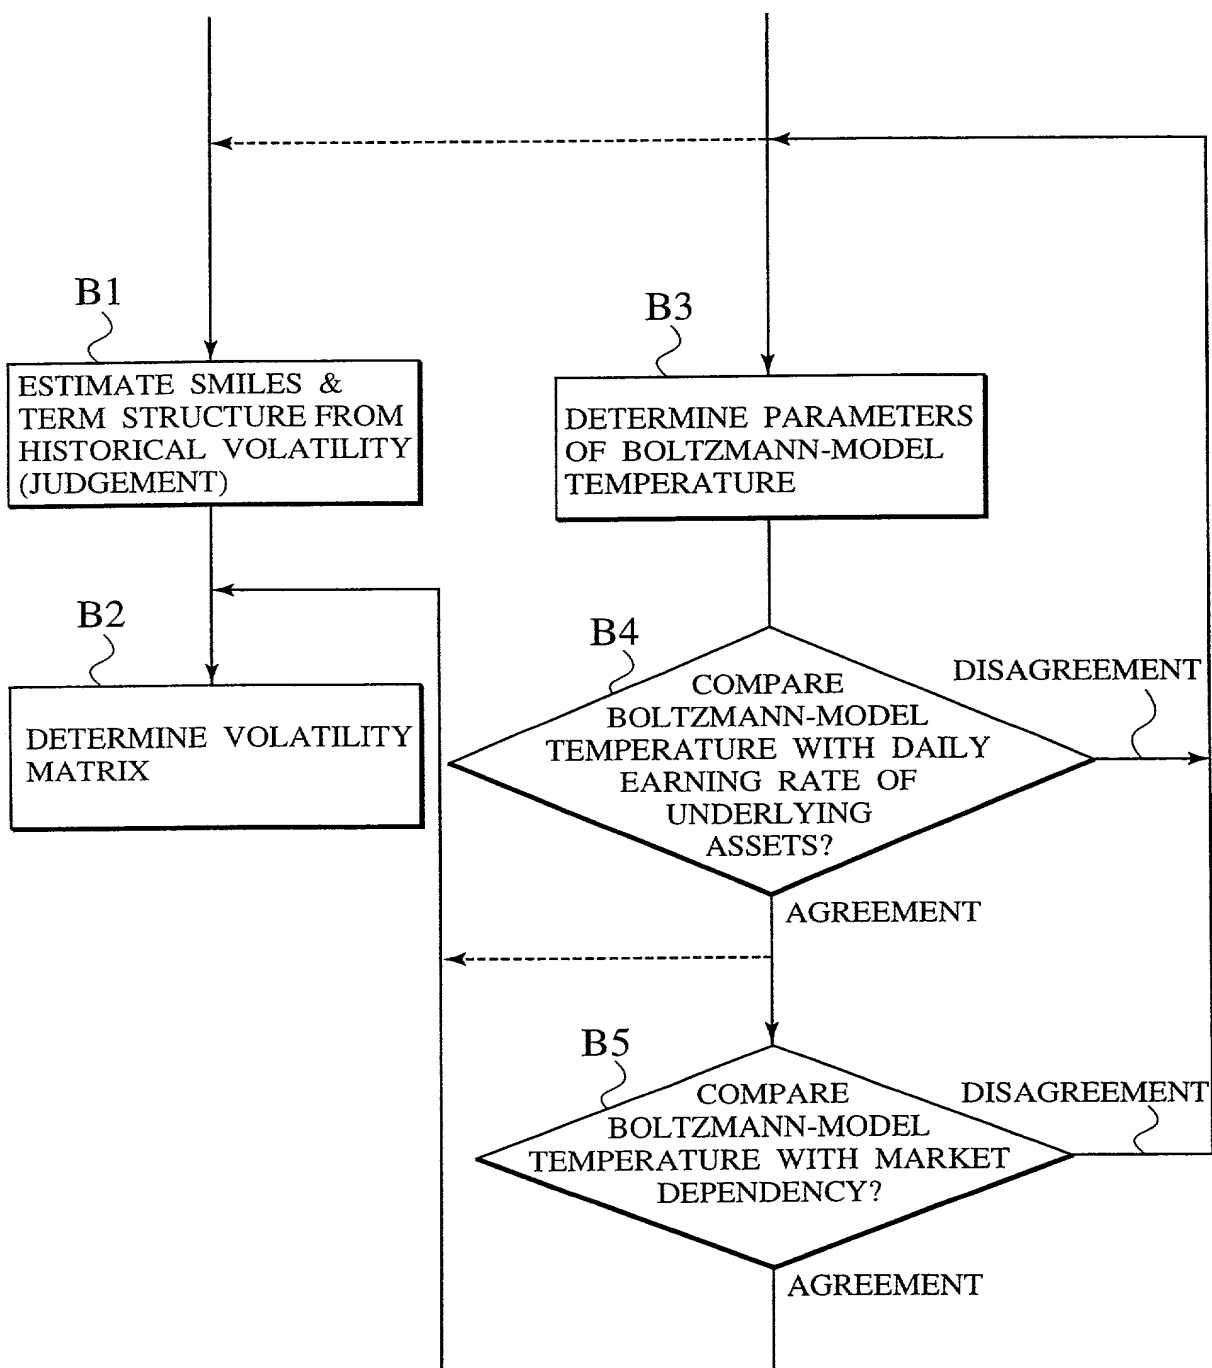 B1
ESTIMATE SMILES &
TERM STRUCTURE FROM
HISTORICAL VOLATILITY
(JUDGEMENT)
B3
DETERMINE PARAMETERS
OF BOLTZMANN-MODEL
TEMPERATURE
B2
DETERMINE VOLATILITY
MATRIX
B4
COMPARE
BOLTZMANN-MODEL
TEMPERATURE WITH DAILY
EARNING RATE OF
UNDERLYING
ASSETS?
DISAGREEMENT
AGREEMENT
B5
COMPARE
BOLTZMANN-MODEL
TEMPERATURE WITH MARKET
DEPENDENCY?
DISAGREEMENT
AGREEMENT